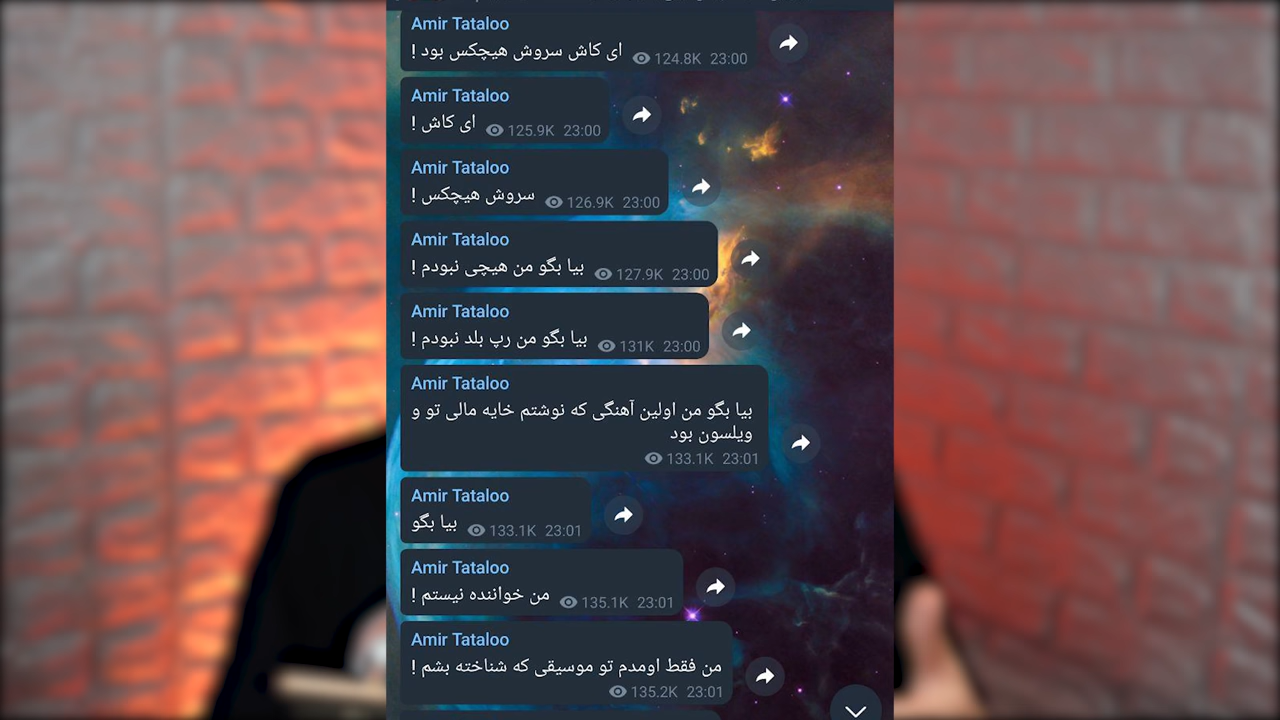 Amir Tataloo
ای کاش سروش هیچکس بود !
124.8K 23:00
Amir Tataloo
ای کاش !
125.9K 23:00
Amir Tataloo
سروش هیچکس !
126.9K 23:00
Amir Tataloo
بیا بگو من هیچی نبودم !
127.9K 23:00
Amir Tataloo
بیا بگو من رپ بلد نبودم !
131K 23:00
Amir Tataloo
بیا بگو من اولین آهنگی که نوشتم خایه مالی تو و
ویلسون بود
133.1K 23:01
Amir Tataloo
بیا بگو
133.1K 23:01
Amir Tataloo
من خواننده نیستم !
135.1K 23:01
Amir Tataloo
من فقط اومدم تو موسیقی که شناخته بشم !
135.2K 23:01